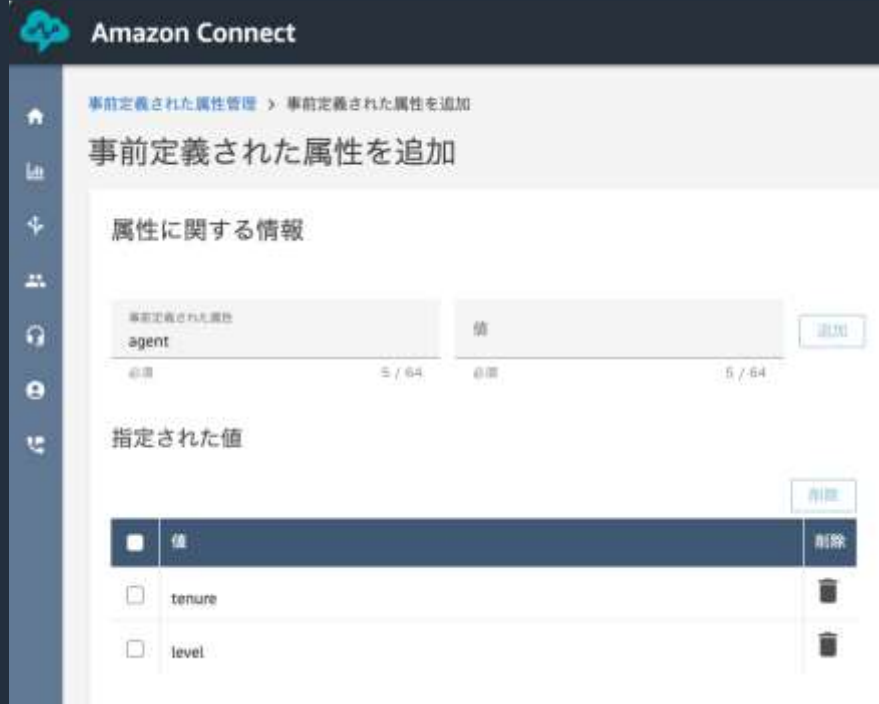 Amazon Connect
事前定義された属性管理 > 事前定義された属性を追加
事前定義された属性を追加
属性に関する情報
事前定義された属性
agent
値
追加
必須
5 / 64
必須
5 / 64
指定された値
削除
値
削除
tenure
level